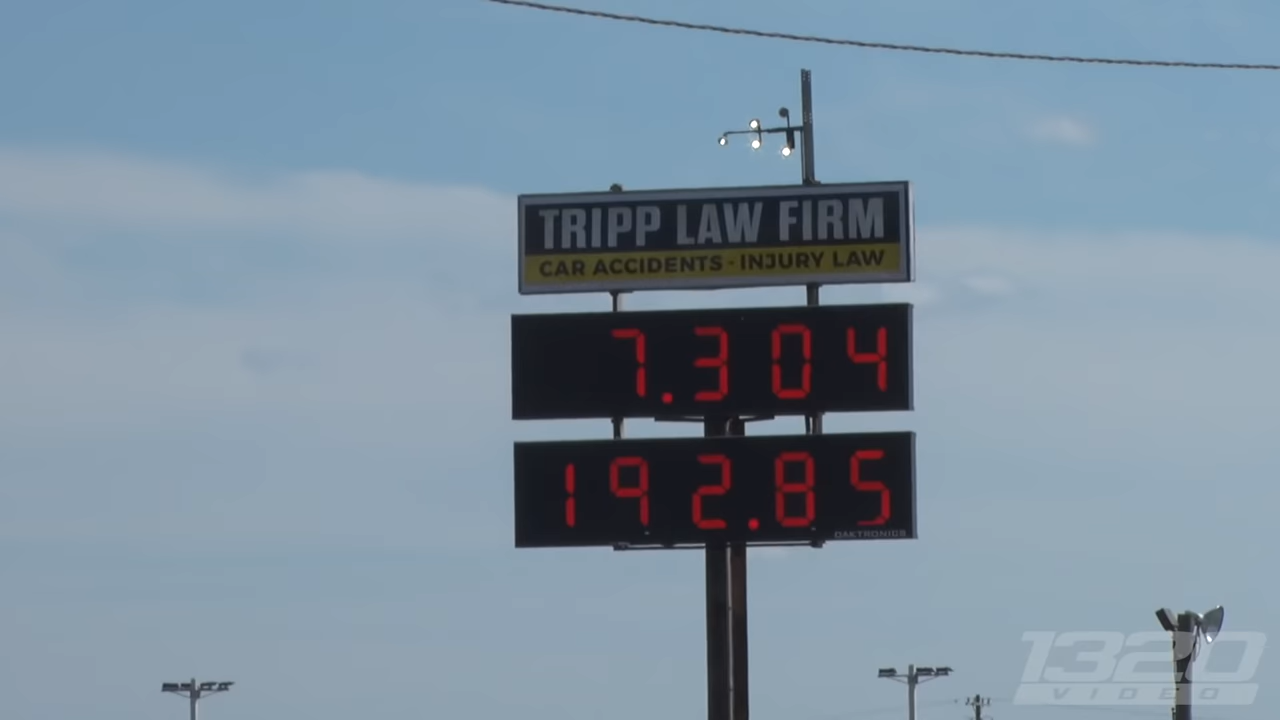 TRIPP LAW FIRM
CAR ACCIDENTS - INJURY LAW
7.304
192.85
DAKTRONICS
1320
VIDEO